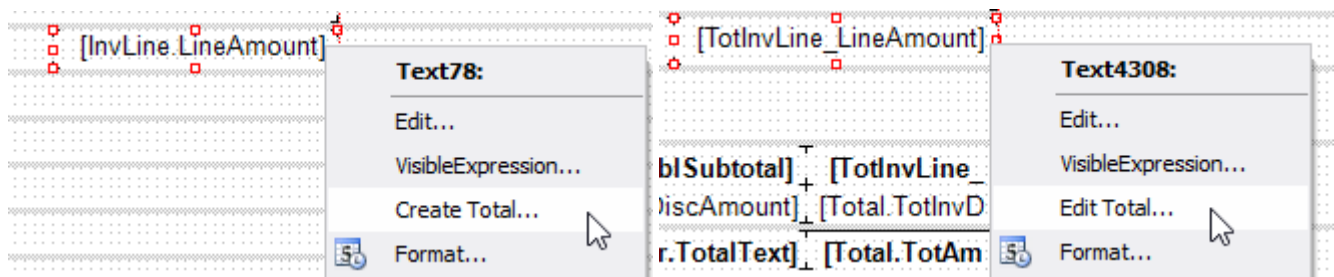 [InvLine.LineAmount]
Text78:
Edit...
VisibleExpression...
Create Total...
Format...
[TotInvLine_LineAmount]
Text4308:
Edit...
VisibleExpression...
Edit Total...
Format...
blSubtotal] [TotInvLine_
DiscAmount] [Total.TotInvD
r.TotalText] [Total.TotAm